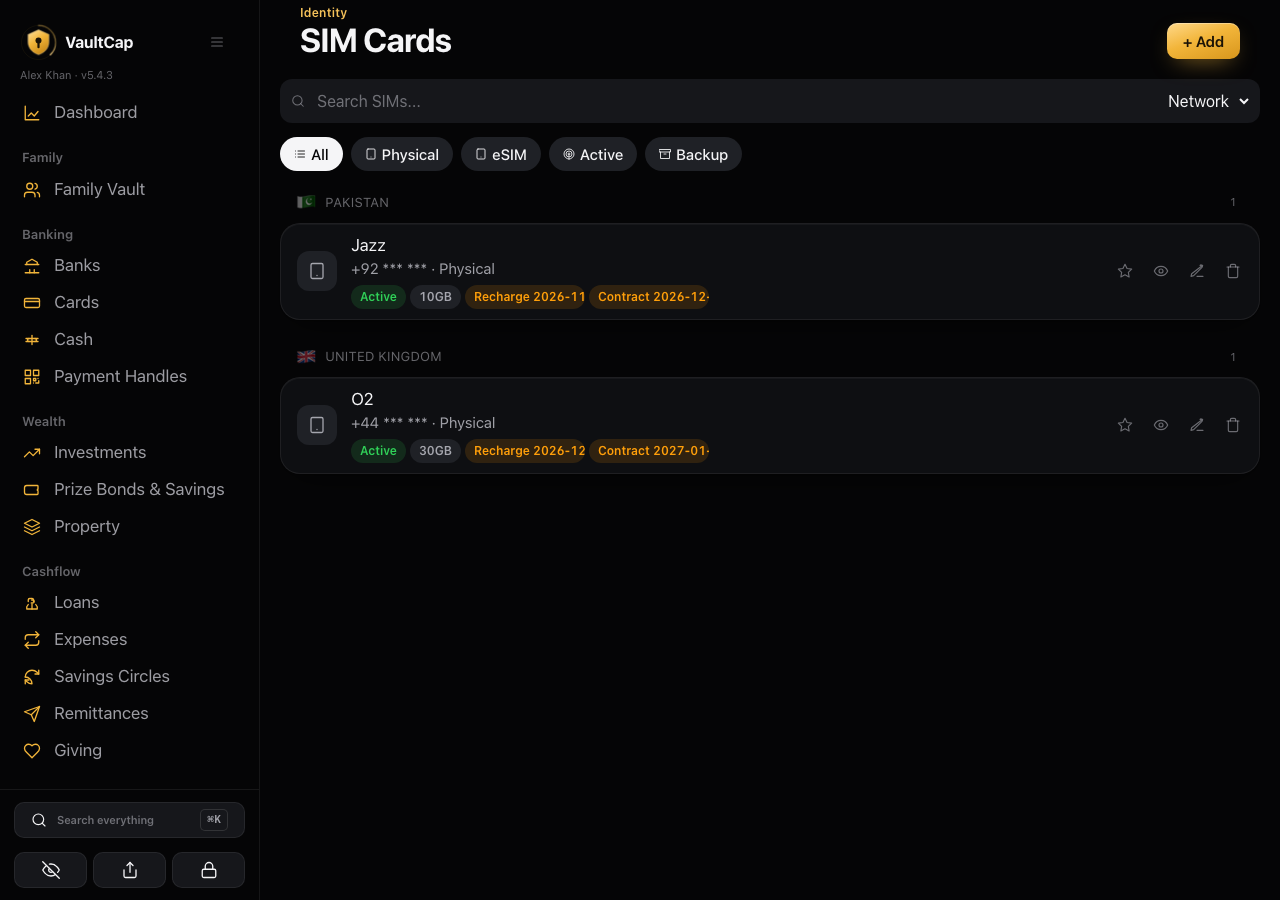 VaultCap
Alex Khan · v5.4.3
Dashboard
Family
Family Vault
Banking
Banks
Cards
Cash
Payment Handles
Wealth
Investments
Prize Bonds & Savings
Property
Cashflow
Loans
Expenses
Savings Circles
Remittances
Giving
Search everything ⌘K
Identity
SIM Cards
+ Add
Search SIMs...
Network
All Physical eSIM Active Backup
PAKISTAN 1
Jazz
+92 *** *** · Physical
Active 10GB Recharge 2026-11 Contract 2026-12-
UNITED KINGDOM 1
O2
+44 *** *** · Physical
Active 30GB Recharge 2026-12 Contract 2027-01-